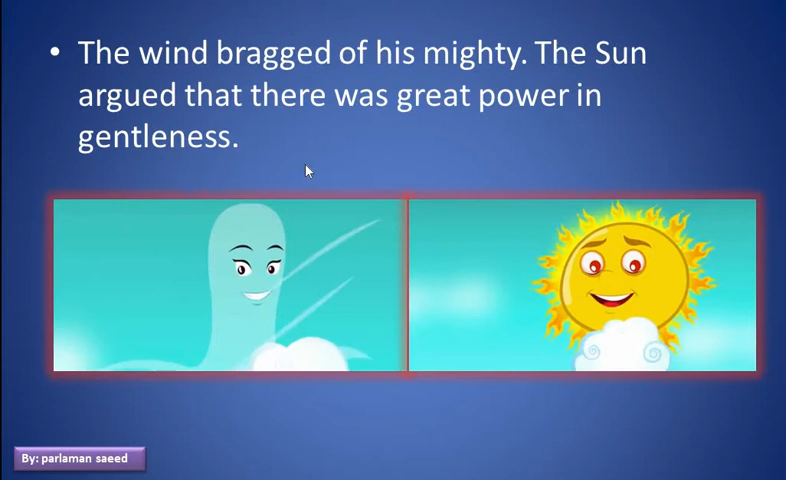 • The wind bragged of his mighty. The Sun
argued that there was great power in
gentleness.
By: parlaman saeed